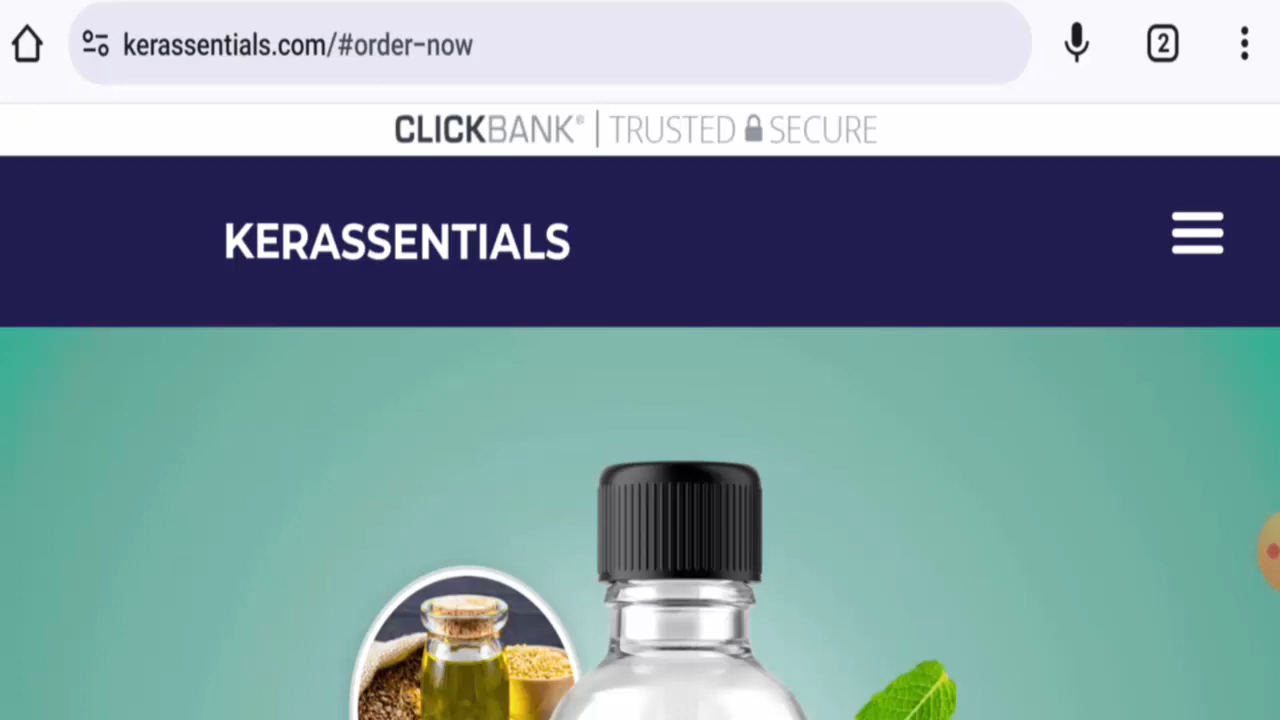 kerassentials.com/#order-now
2
CLICKBANK® | TRUSTED SECURE
KERASSENTIALS